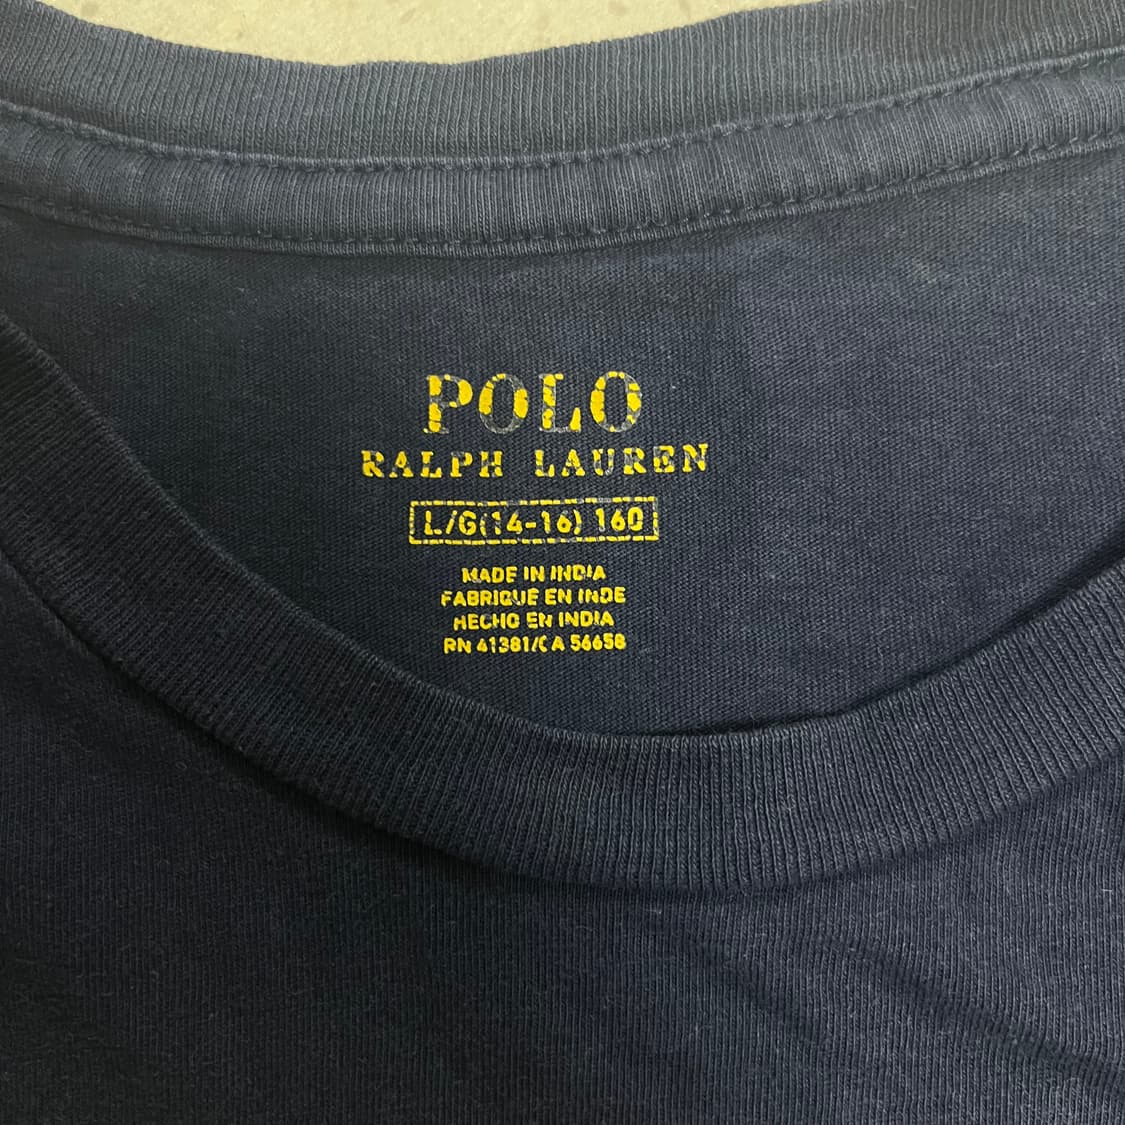 POLO
RALPH LAUREN
L/G(14-16) 160
MADE IN INDIA
FABRIQUE EN INDE
HECHO EN INDIA
RN 41381/CA 56658